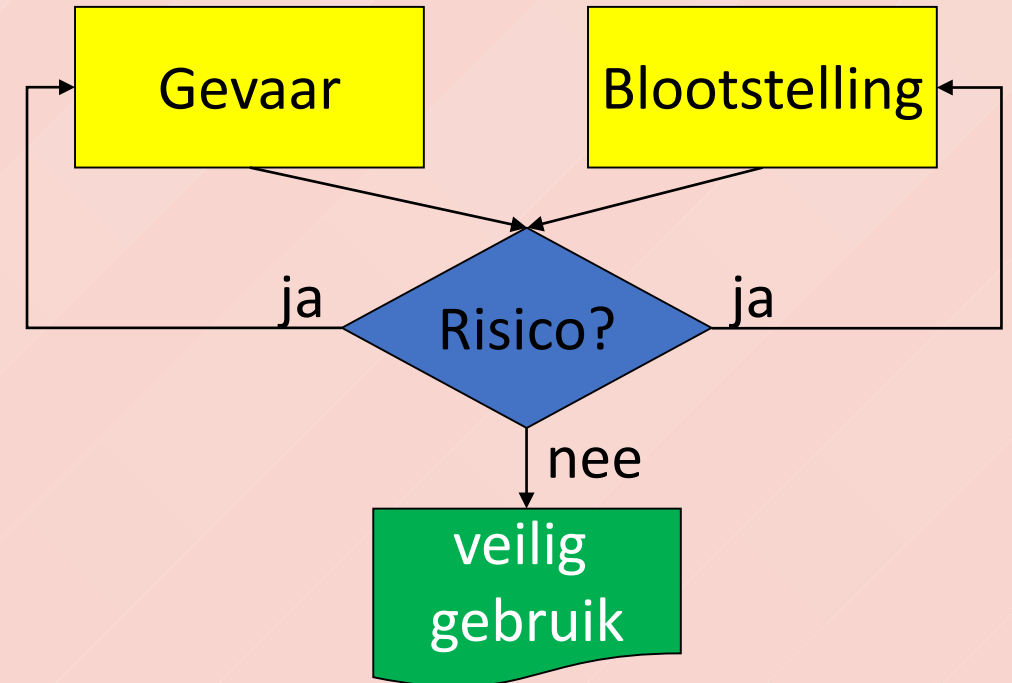 Gevaar
Blootstelling
ja
ja
Risico?
nee
veilig
gebruik